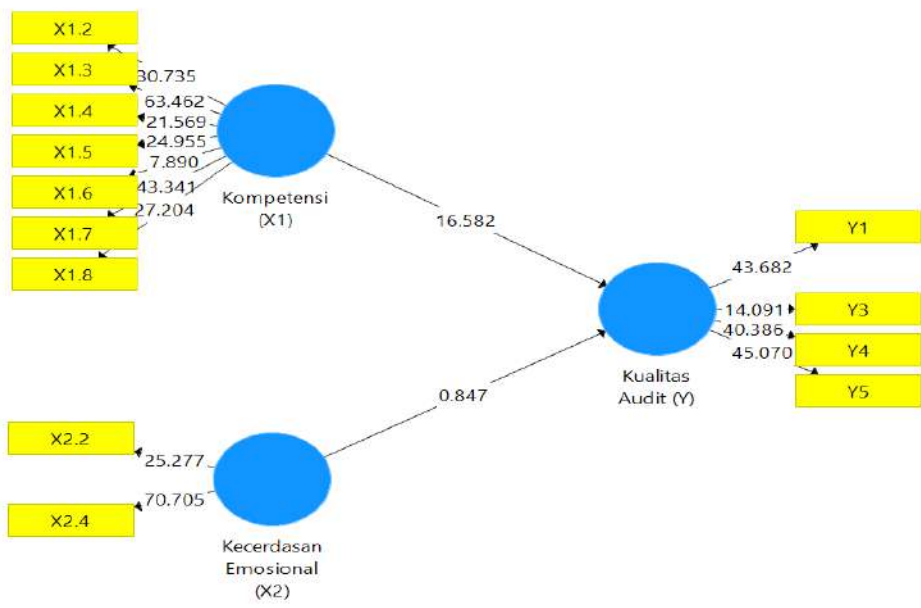 X1.2
X1.3
X1.4
X1.5
X1.6
X1.7
X1.8
30.735
63.462
21.569
24.955
7.890
43.341
27.204
Kompetensi
(X1)
16.582
Y1
43.682
14.091
Y3
40.386
Y4
45.070
Y5
Kualitas
Audit (Y)
0.847
X2.2
25.277
70.705
X2.4
Kecerdasan
Emosional
(X2)